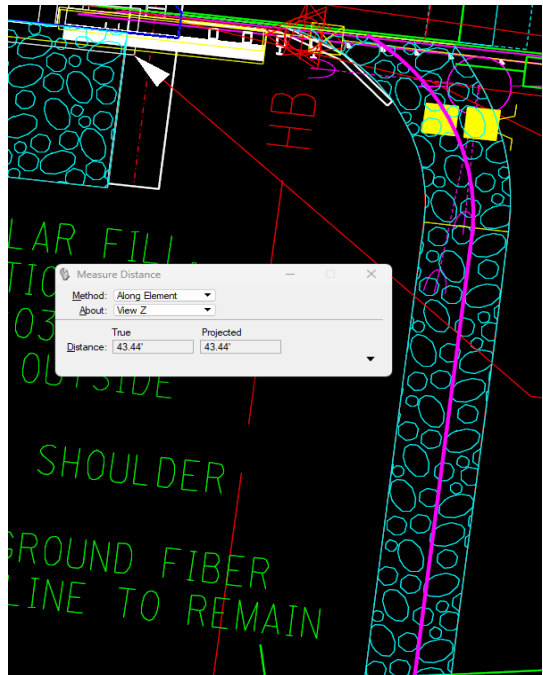 HB
LAR FILL
Measure Distance
Method: Along Element
About: View Z
True Projected
Distance: 43.44' 43.44'
03
OUTSIDE
SHOULDER
GROUND FIBER
LINE TO REMAIN